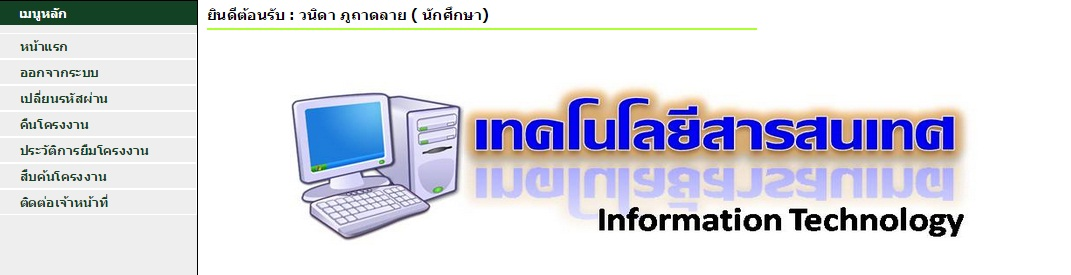 เมนูหลัก
หน้าแรก
ออกจากระบบ
เปลี่ยนรหัสผ่าน
คืนโครงงาน
ประวัติการยืมโครงงาน
สืบค้นโครงงาน
ติดต่อเจ้าหน้าที่
ยินดีต้อนรับ : วนิดา ภูถาดลาย ( นักศึกษา)
เทคโนโลยีสารสนเทศ
Information Technology